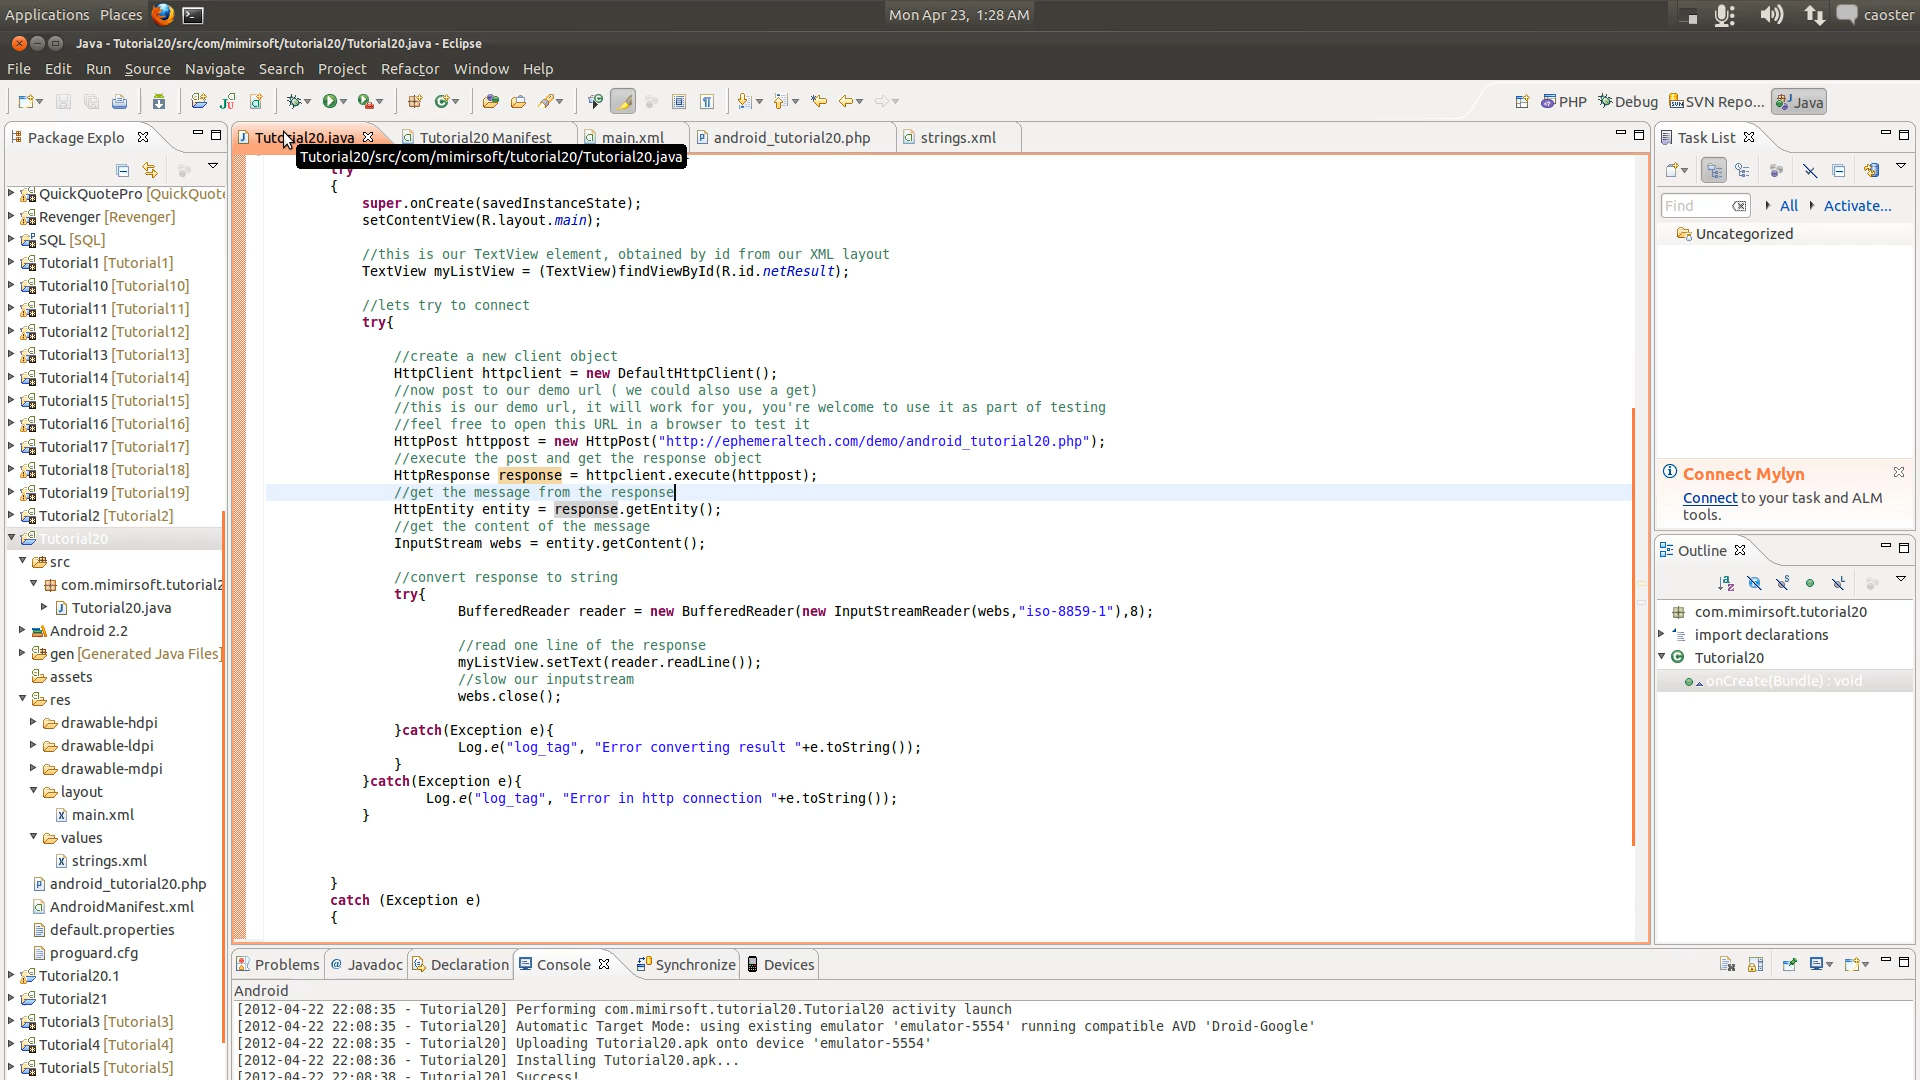 Applications Places
Mon Apr 23, 1:28 AM
caoster
Java - Tutorial20/src/com/mimirsoft/tutorial20/Tutorial20.java - Eclipse
File Edit Run Source Navigate Search Project Refactor Window Help
PHP Debug SVN Repo... Java
Package Explo
Tutorial20.java
Tutorial20 Manifest
main.xml
android_tutorial20.php
strings.xml
Tutorial20/src/com/mimirsoft/tutorial20/Tutorial20.java
QuickQuotePro [QuickQuote
Revenger [Revenger]
SQL [SQL]
Tutorial1 [Tutorial1]
Tutorial10 [Tutorial10]
Tutorial11 [Tutorial11]
Tutorial12 [Tutorial12]
Tutorial13 [Tutorial13]
Tutorial14 [Tutorial14]
Tutorial15 [Tutorial15]
Tutorial16 [Tutorial16]
Tutorial17 [Tutorial17]
Tutorial18 [Tutorial18]
Tutorial19 [Tutorial19]
Tutorial2 [Tutorial2]
Tutorial20
src
com.mimirsoft.tutorial2
Tutorial20.java
Android 2.2
gen [Generated Java Files]
assets
res
drawable-hdpi
drawable-ldpi
drawable-mdpi
layout
main.xml
values
strings.xml
android_tutorial20.php
AndroidManifest.xml
default.properties
proguard.cfg
Tutorial20.1
Tutorial21
Tutorial3 [Tutorial3]
Tutorial4 [Tutorial4]
Tutorial5 [Tutorial5]
try
{
super.onCreate(savedInstanceState);
setContentView(R.layout.main);
//this is our TextView element, obtained by id from our XML layout
TextView myListView = (TextView)findViewById(R.id.netResult);
//lets try to connect
try{
//create a new client object
HttpClient httpclient = new DefaultHttpClient();
//now post to our demo url ( we could also use a get)
//this is our demo url, it will work for you, you're welcome to use it as part of testing
//feel free to open this URL in a browser to test it
HttpPost httppost = new HttpPost("http://ephemeraltech.com/demo/android_tutorial20.php");
//execute the post and get the response object
HttpResponse response = httpclient.execute(httppost);
//get the message from the response
HttpEntity entity = response.getEntity();
//get the content of the message
InputStream webs = entity.getContent();
//convert response to string
try{
BufferedReader reader = new BufferedReader(new InputStreamReader(webs,"iso-8859-1"),8);
//read one line of the response
myListView.setText(reader.readLine());
//slow our inputstream
webs.close();
}catch(Exception e){
Log.e("log_tag", "Error converting result "+e.toString());
}
}catch(Exception e){
Log.e("log_tag", "Error in http connection "+e.toString());
}
}
catch (Exception e)
{
Task List
Find
All
Activate...
Uncategorized
Connect Mylyn
Connect to your task and ALM
tools.
Outline
com.mimirsoft.tutorial20
import declarations
Tutorial20
onCreate(Bundle) : void
Problems
@ Javadoc
Declaration
Console
Synchronize
Devices
Android
[2012-04-22 22:08:35 - Tutorial20] Performing com.mimirsoft.tutorial20.Tutorial20 activity launch
[2012-04-22 22:08:35 - Tutorial20] Automatic Target Mode: using existing emulator 'emulator-5554' running compatible AVD 'Droid-Google'
[2012-04-22 22:08:35 - Tutorial20] Uploading Tutorial20.apk onto device 'emulator-5554'
[2012-04-22 22:08:36 - Tutorial20] Installing Tutorial20.apk...
[2012-04-22 22:08:38 - Tutorial20] Success!